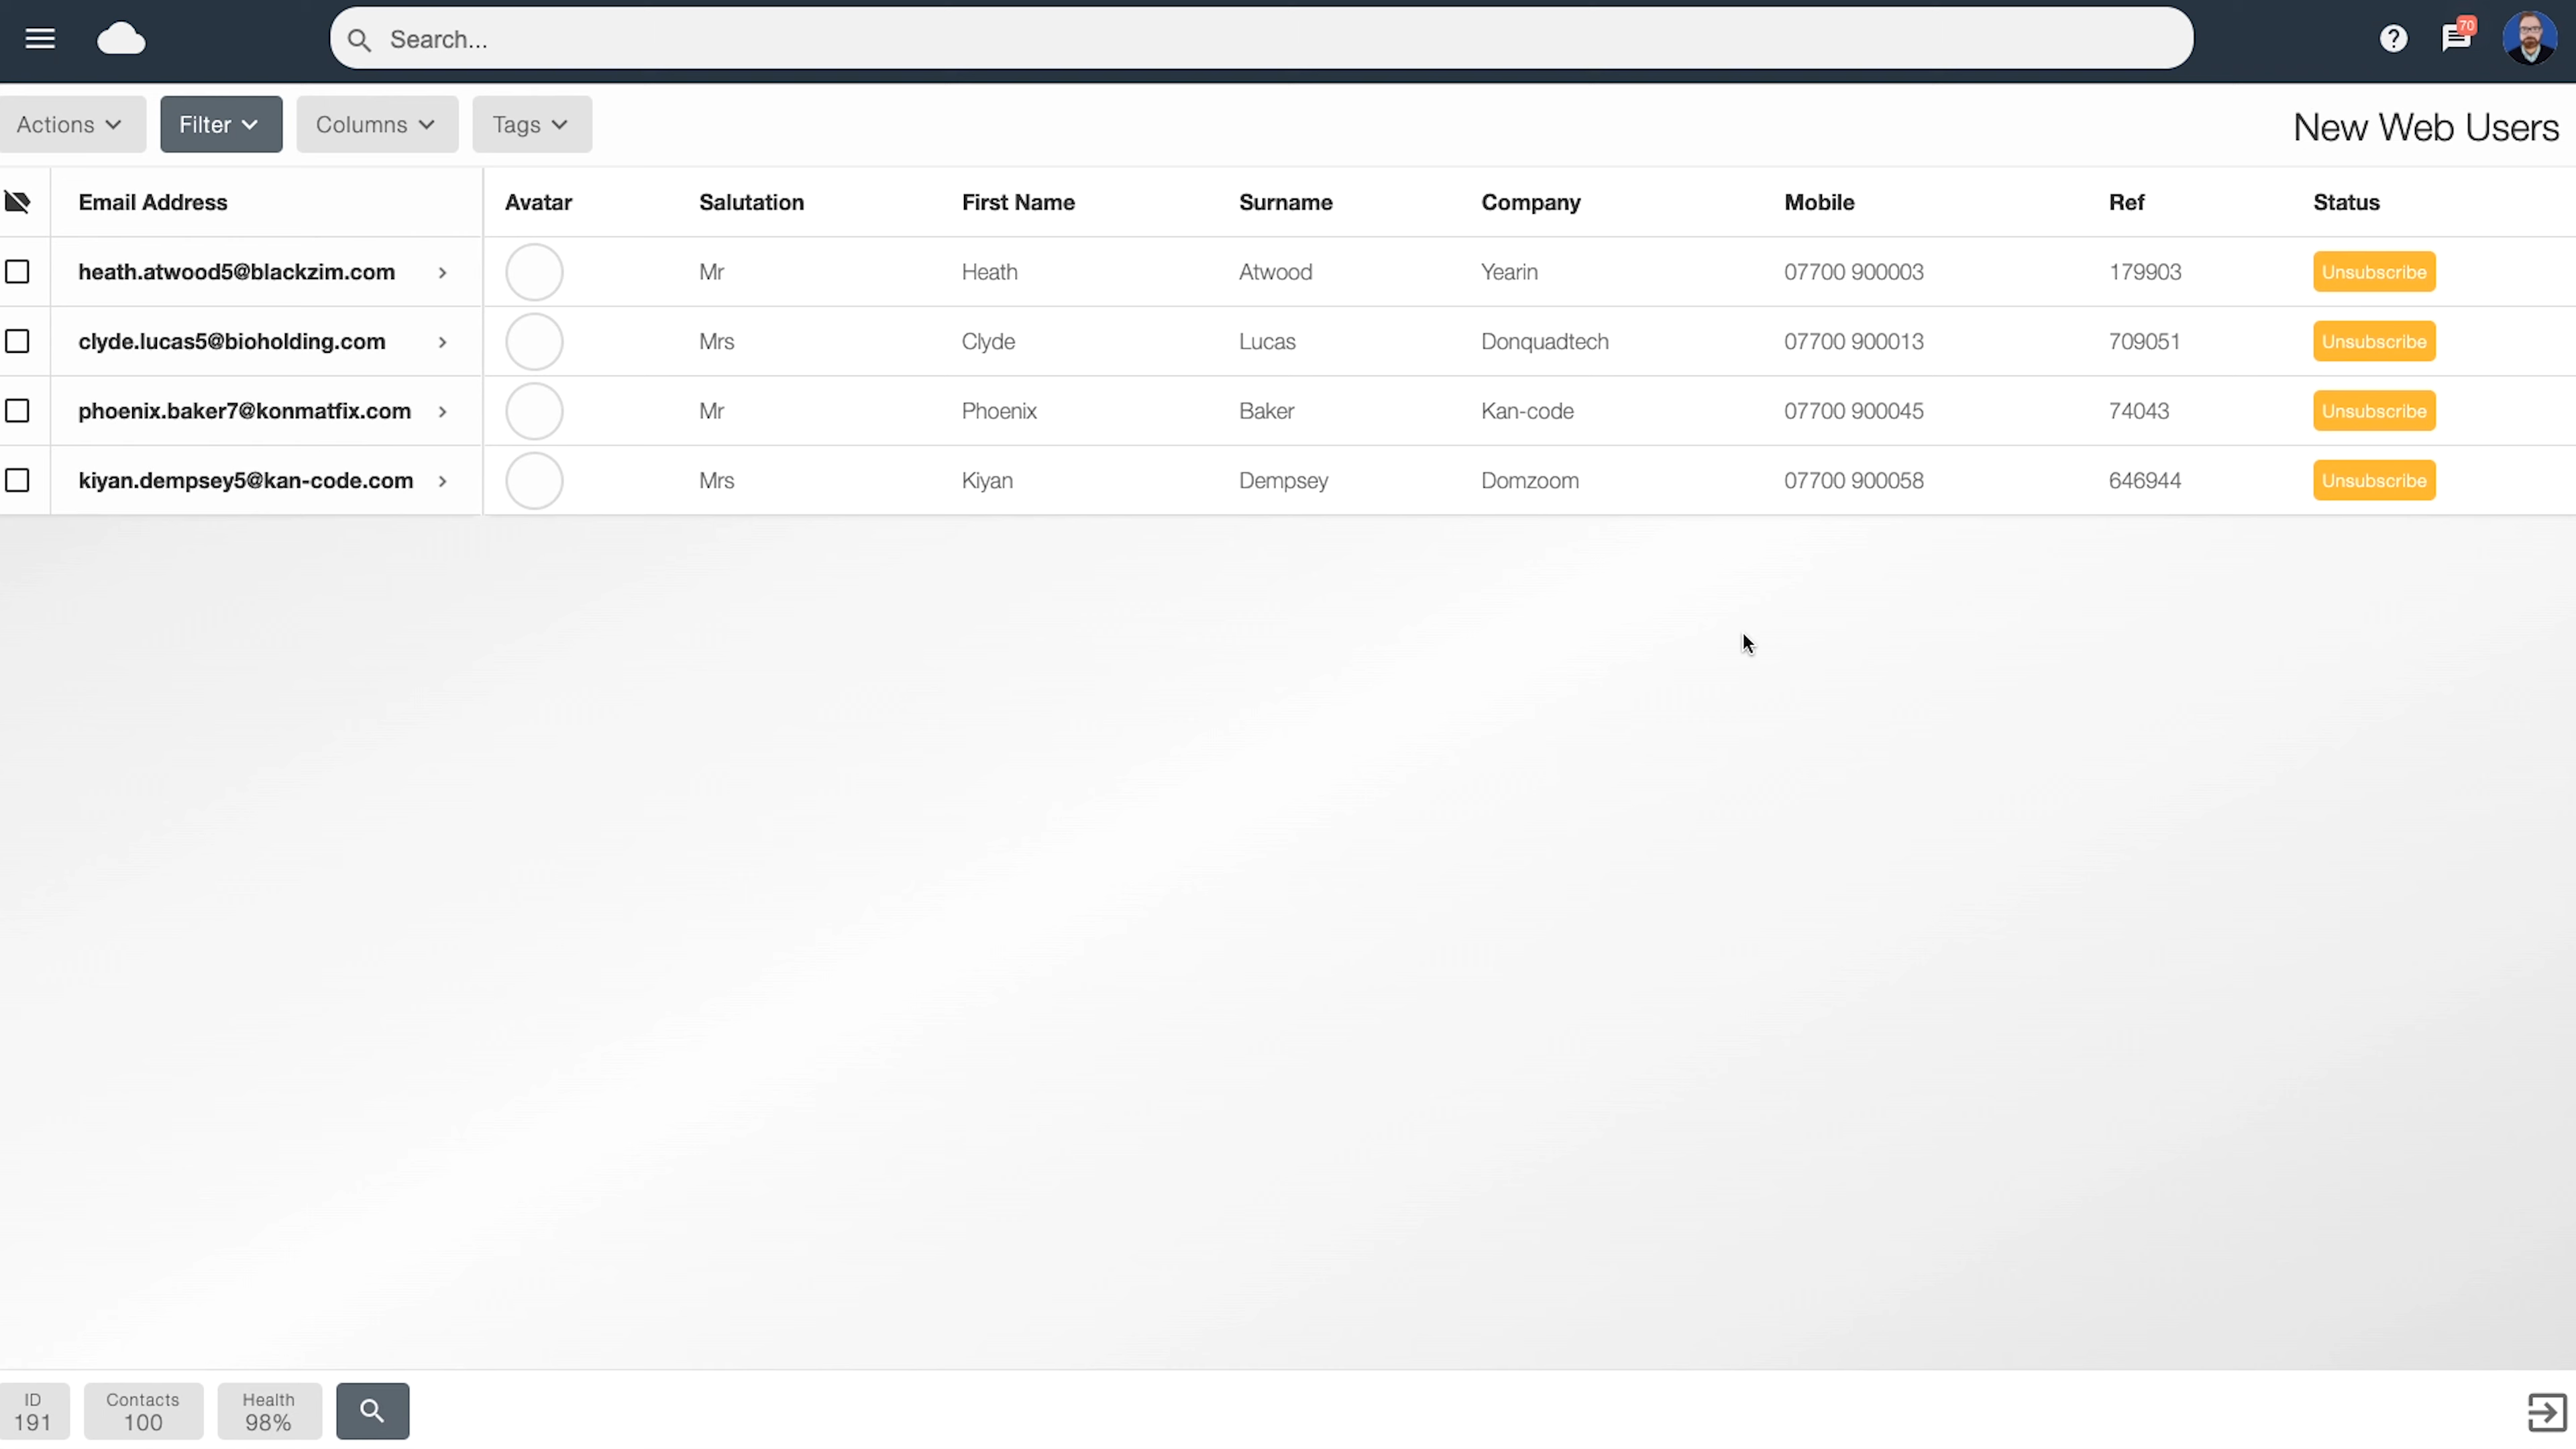 Search...
70
Actions Filter Columns Tags
New Web Users
Email Address Avatar Salutation First Name Surname Company Mobile Ref Status
heath.atwood5@blackzim.com Mr Heath Atwood Yearin 07700 900003 179903 Unsubscribe
clyde.lucas5@bioholding.com Mrs Clyde Lucas Donquadtech 07700 900013 709051 Unsubscribe
phoenix.baker7@konmatfix.com Mr Phoenix Baker Kan-code 07700 900045 74043 Unsubscribe
kiyan.dempsey5@kan-code.com Mrs Kiyan Dempsey Domzoom 07700 900058 646944 Unsubscribe
ID Contacts Health
191 100 98%